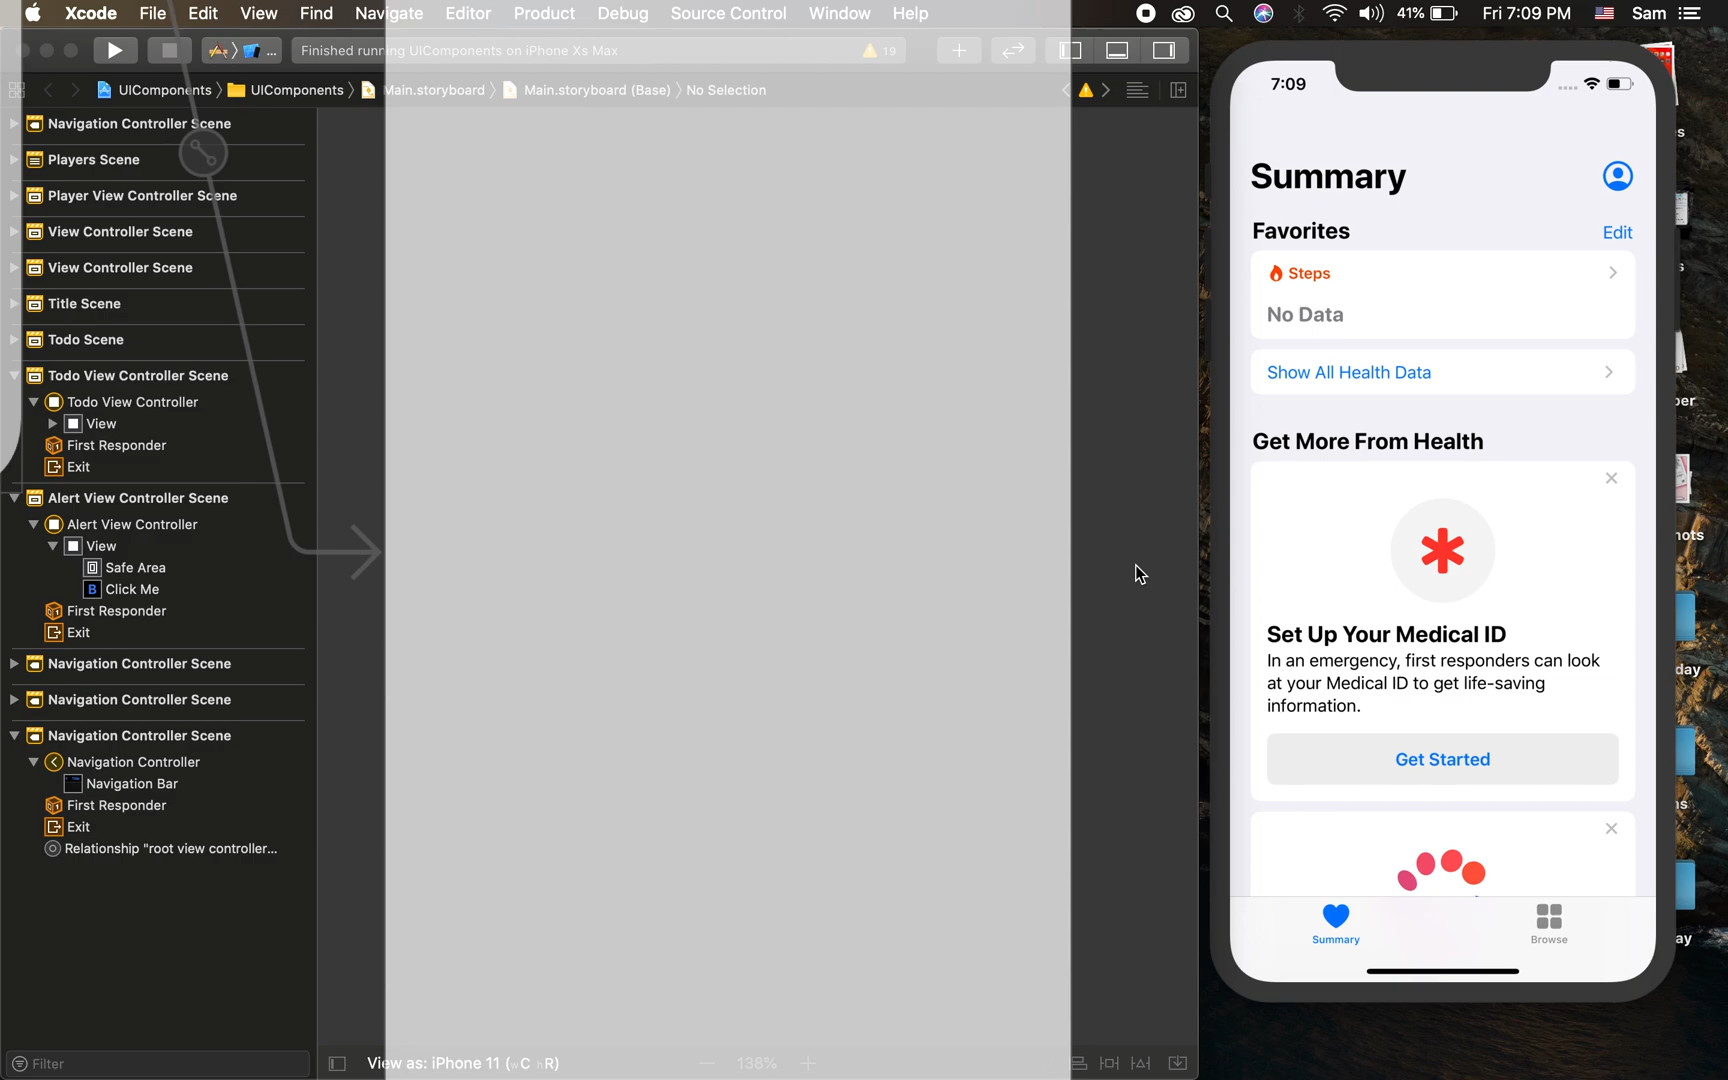 Xcode File Edit View Find Navigate Editor Product Debug Source Control Window Help 41% Fri 7:09 PM Sam
Finished running UIComponents on iPhone Xs Max 19
UIComponents UIComponents Main.storyboard Main.storyboard (Base) No Selection
Navigation Controller Scene
Players Scene
Player View Controller Scene
View Controller Scene
View Controller Scene
Title Scene
Todo Scene
Todo View Controller Scene
Todo View Controller
View
First Responder
Exit
Alert View Controller Scene
Alert View Controller
View
Safe Area
B Click Me
First Responder
Exit
Navigation Controller Scene
Navigation Controller Scene
Navigation Controller Scene
Navigation Controller
Navigation Bar
First Responder
Exit
Relationship "root view controller...
Filter
View as: iPhone 11 (wC hR)
138%
7:09
Summary
Favorites Edit
Steps
No Data
Show All Health Data
Get More From Health
Set Up Your Medical ID
In an emergency, first responders can look
at your Medical ID to get life-saving
information.
Get Started
Summary Browse